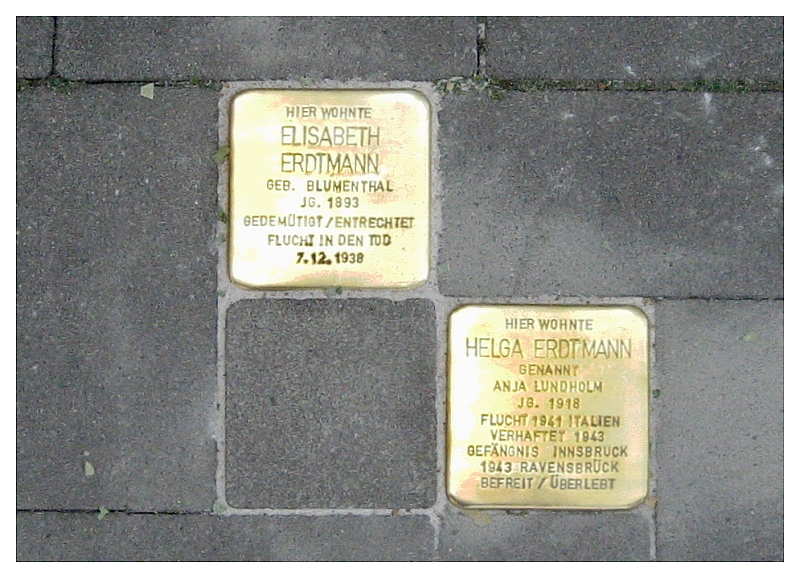 HIER WOHNTE
ELISABETH
ERDTMANN
GEB. BLUMENTHAL
JG. 1893
GEDEMÜTIGT/ENTRECHTET
FLUCHT IN DEN TOD
7.12.1938
HIER WOHNTE
HELGA ERDTMANN
GENANNT
ANJA LUNDHOLM
JG. 1918
FLUCHT 1941 ITALIEN
VERHAFTET 1943
GEFÄNGNIS INNSBRUCK
1943 RAVENSBRÜCK
BEFREIT/ÜBERLEBT